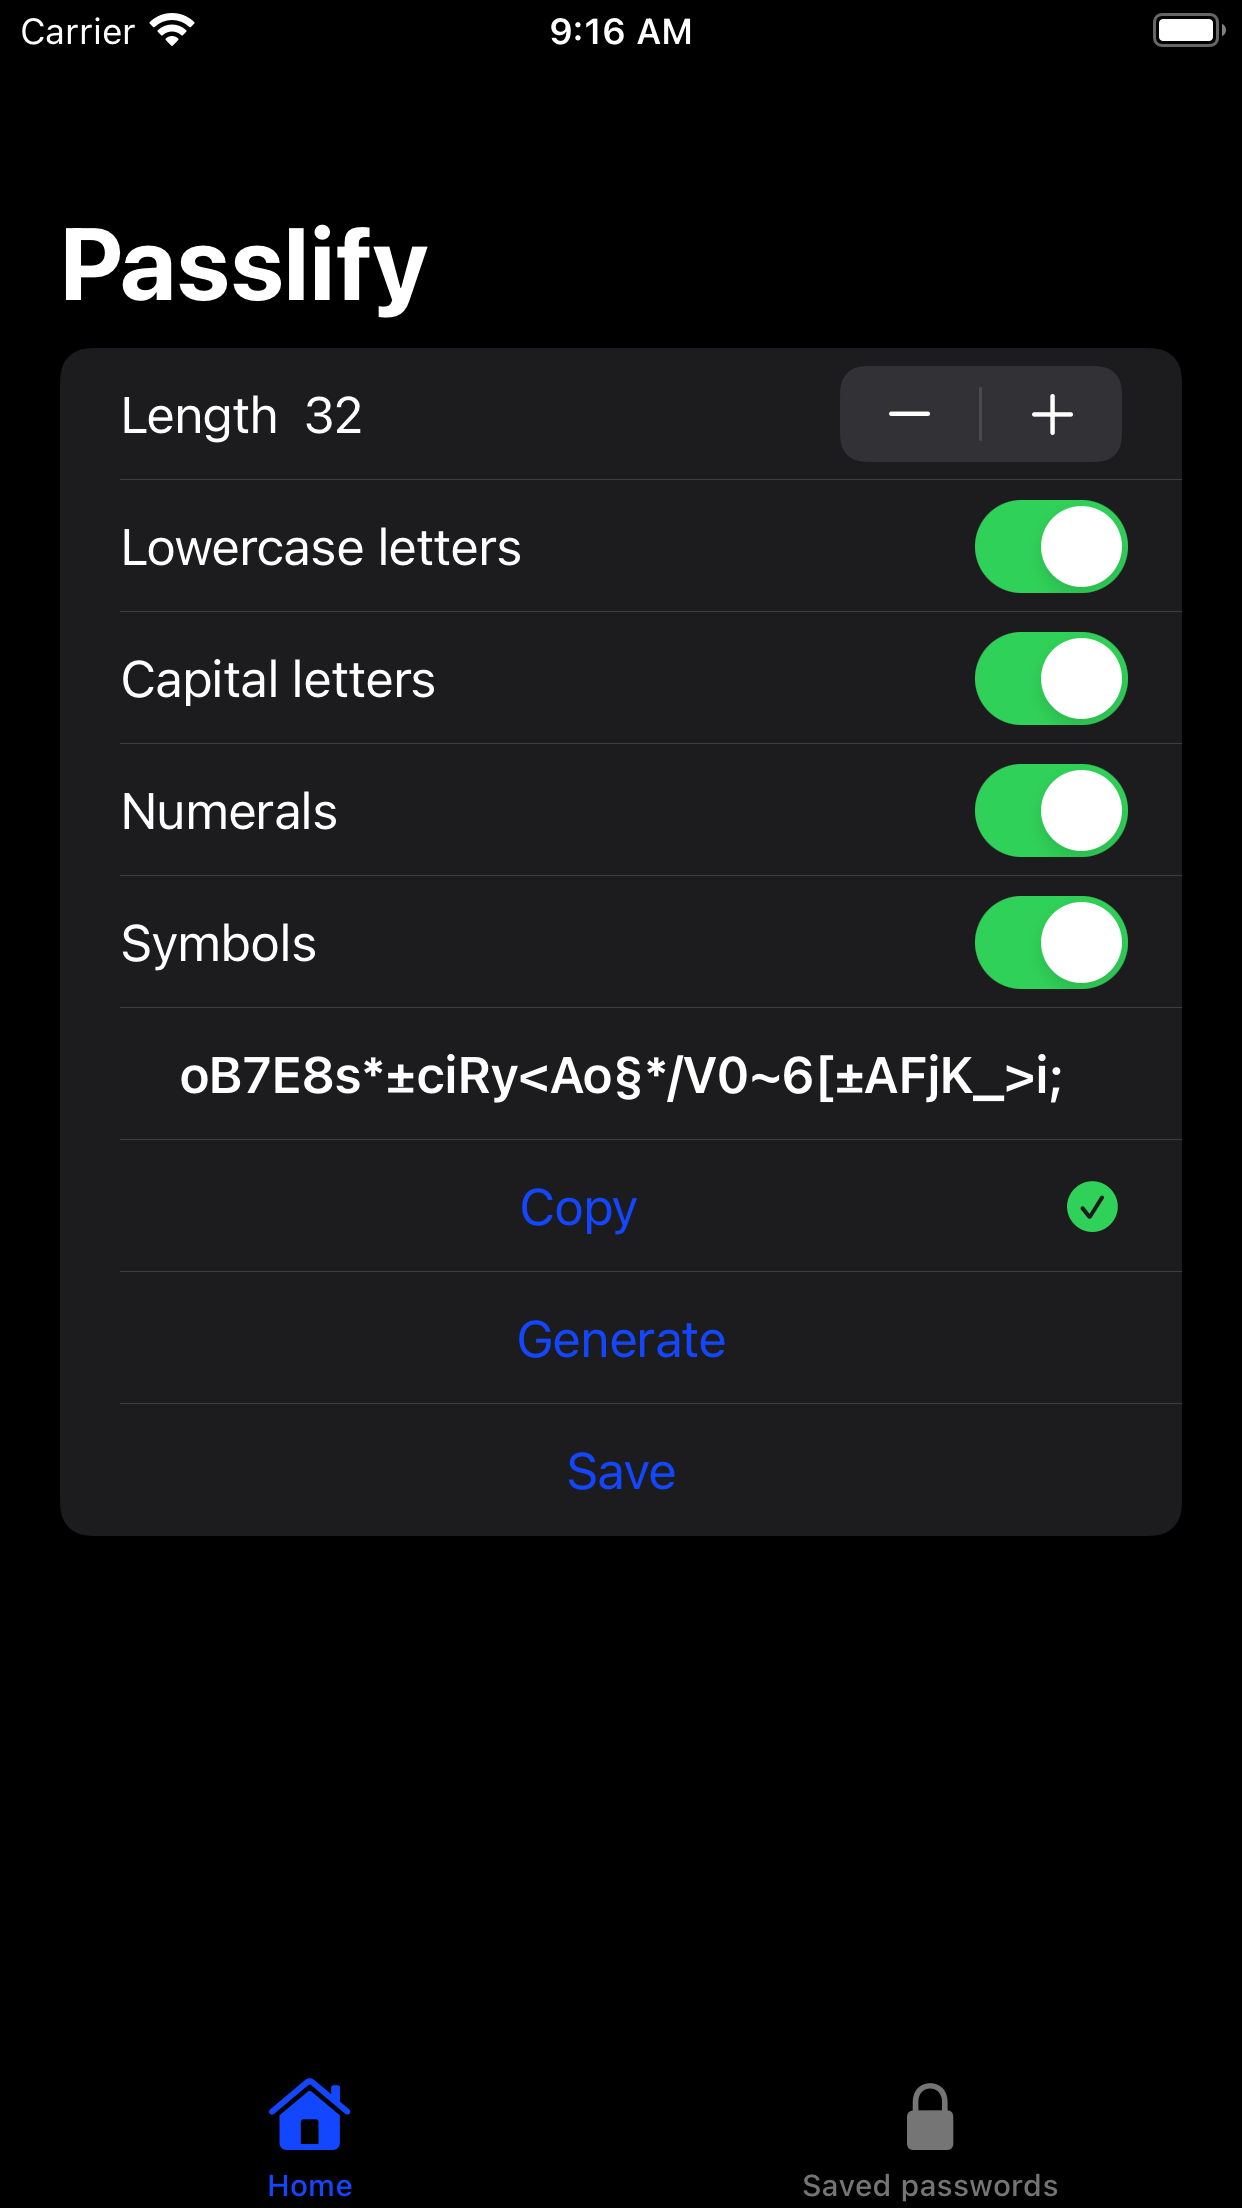 Carrier 9:16 AM
Passlify
Length 32
Lowercase letters
Capital letters
Numerals
Symbols
oB7E8s*±ciRy<Ao§*/V0~6[±AFjK_>i;
Copy
Generate
Save
Home Saved passwords